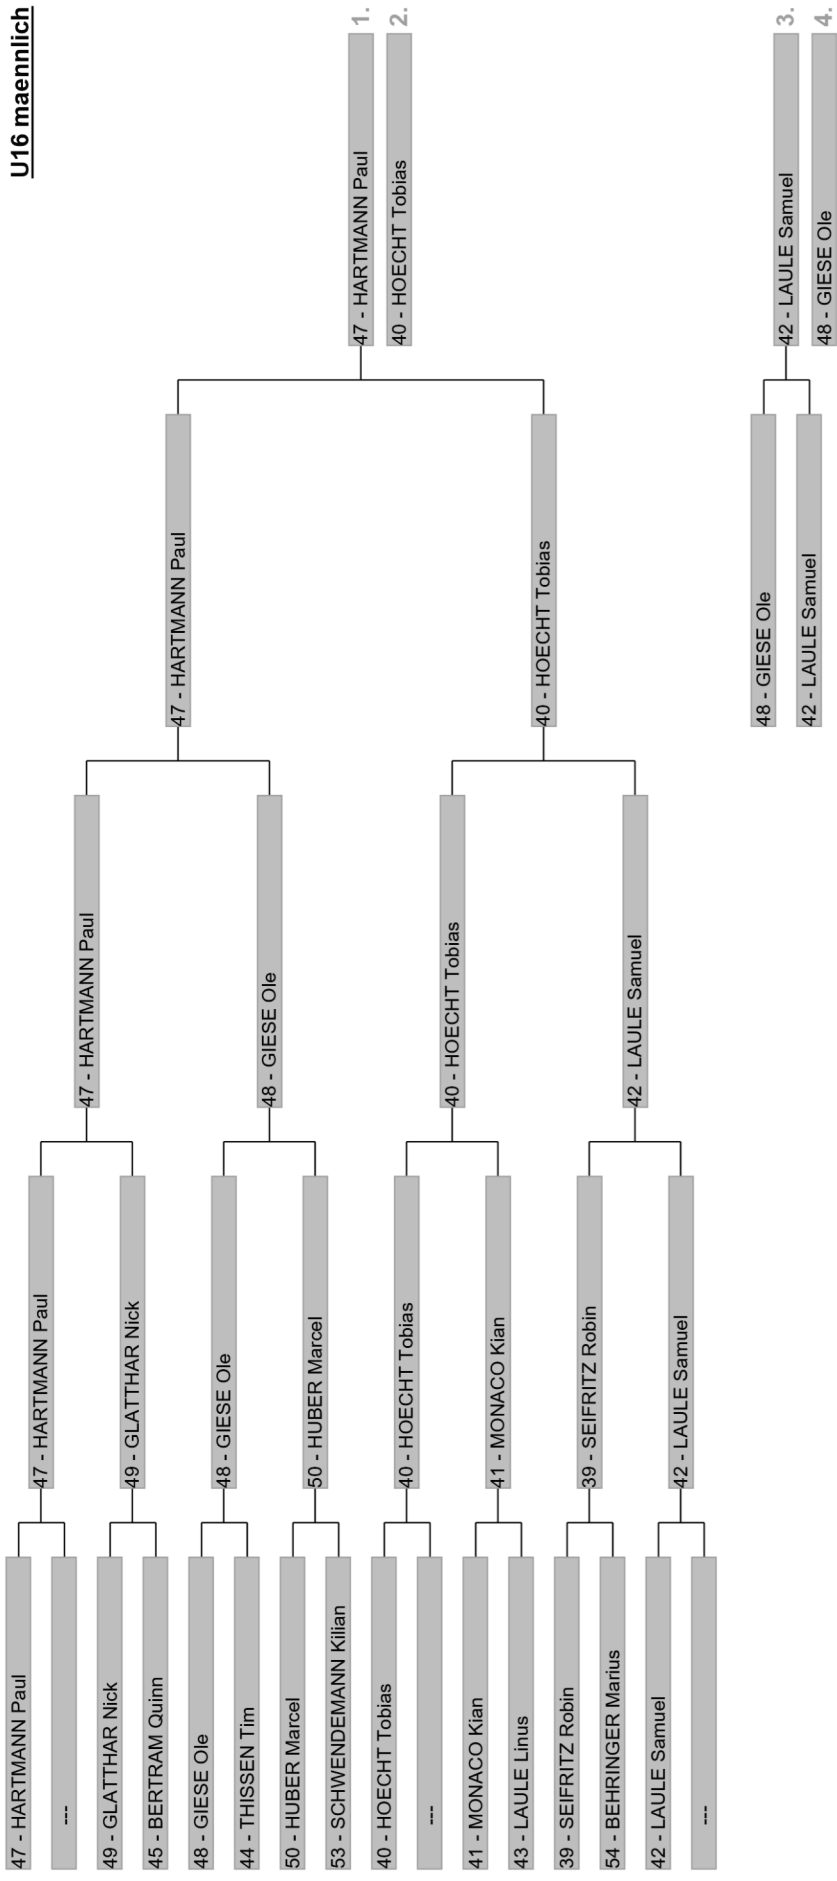 U16 maennlich
47 - HARTMANN Paul
---
49 - GLATTHAR Nick
45 - BERTRAM Quinn
48 - GIESE Ole
44 - THISSEN Tim
50 - HUBER Marcel
53 - SCHWENDEMANN Kilian
40 - HOECHT Tobias
---
41 - MONACO Kian
43 - LAULE Linus
39 - SEIFRITZ Robin
54 - BEHRINGER Marius
42 - LAULE Samuel
---
47 - HARTMANN Paul
49 - GLATTHAR Nick
48 - GIESE Ole
50 - HUBER Marcel
40 - HOECHT Tobias
41 - MONACO Kian
39 - SEIFRITZ Robin
42 - LAULE Samuel
47 - HARTMANN Paul
48 - GIESE Ole
40 - HOECHT Tobias
42 - LAULE Samuel
47 - HARTMANN Paul
40 - HOECHT Tobias
48 - GIESE Ole
42 - LAULE Samuel
47 - HARTMANN Paul 1.
40 - HOECHT Tobias 2.
42 - LAULE Samuel 3.
48 - GIESE Ole 4.